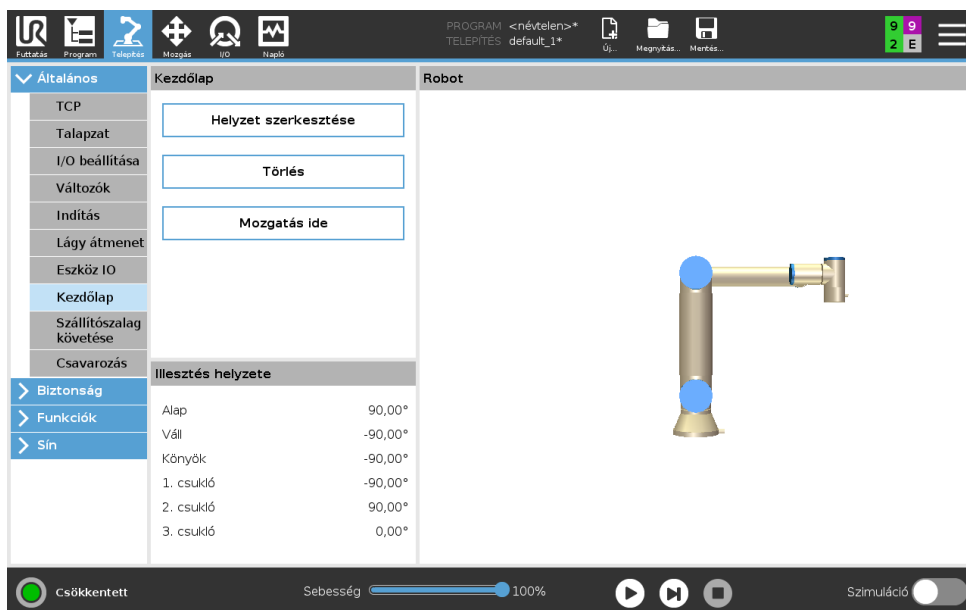 Futtatás
Program
Telepítés
Mozgás
I/O
Napló
PROGRAM <névtelen>*
TELEPÍTÉS default_1*
Új...
Megnyitás...
Mentés...
9 9
2 E
Általános
TCP
Talapzat
I/O beállítása
Változók
Indítás
Lágy átmenet
Eszköz IO
Kezdőlap
Szállítószalag
követése
Csavarozás
Biztonság
Funkciók
Sín
Kezdőlap
Helyzet szerkesztése
Törlés
Mozgatás ide
Illesztés helyzete
Alap 90,00°
Váll -90,00°
Könyök -90,00°
1. csukló -90,00°
2. csukló 90,00°
3. csukló 0,00°
Robot
Csökkentett
Sebesség 100%
Szimuláció